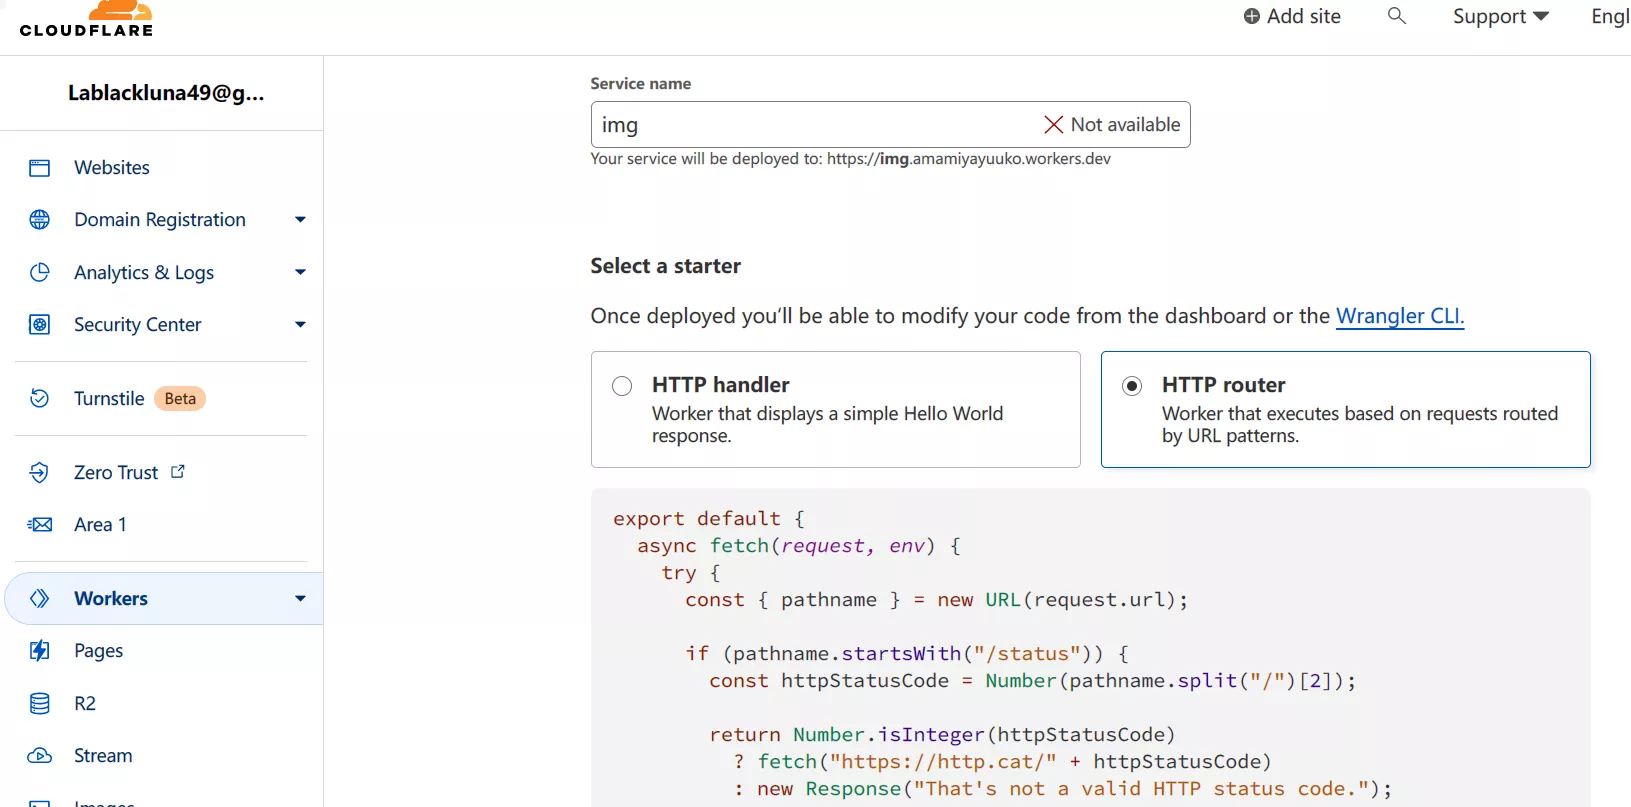 CLOUDFLARE
Add site
Support
Engl
Lablackluna49@g...
Websites
Domain Registration
Analytics & Logs
Security Center
Turnstile Beta
Zero Trust
Area 1
Workers
Pages
R2
Stream
Images
Service name
img
Not available
Your service will be deployed to: https://img.amamiyayuuko.workers.dev
Select a starter
Once deployed you'll be able to modify your code from the dashboard or the Wrangler CLI.
HTTP handler
Worker that displays a simple Hello World
response.
HTTP router
Worker that executes based on requests routed
by URL patterns.
export default {
async fetch(request, env) {
try {
const { pathname } = new URL(request.url);
if (pathname.startsWith("/status")) {
const httpStatusCode = Number(pathname.split("/")[2]);
return Number.isInteger(httpStatusCode)
? fetch("https://http.cat/" + httpStatusCode)
: new Response("That's not a valid HTTP status code.");